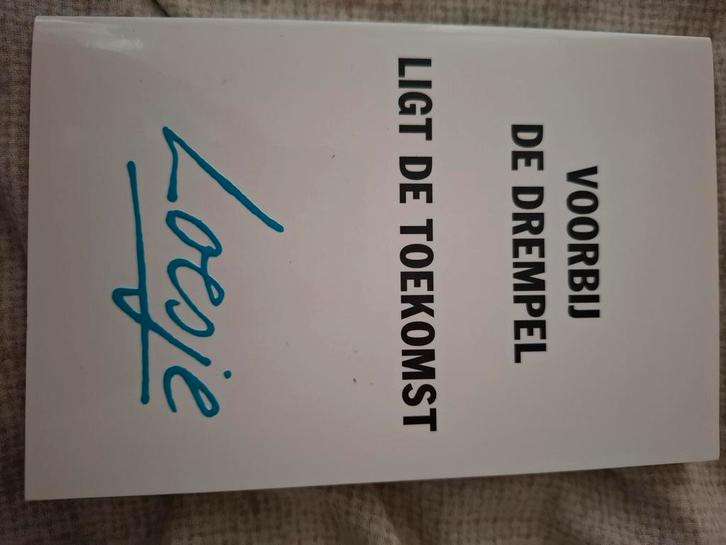 VOORBIJ
DE DREMPEL
LIGT DE TOEKOMST
Loesje